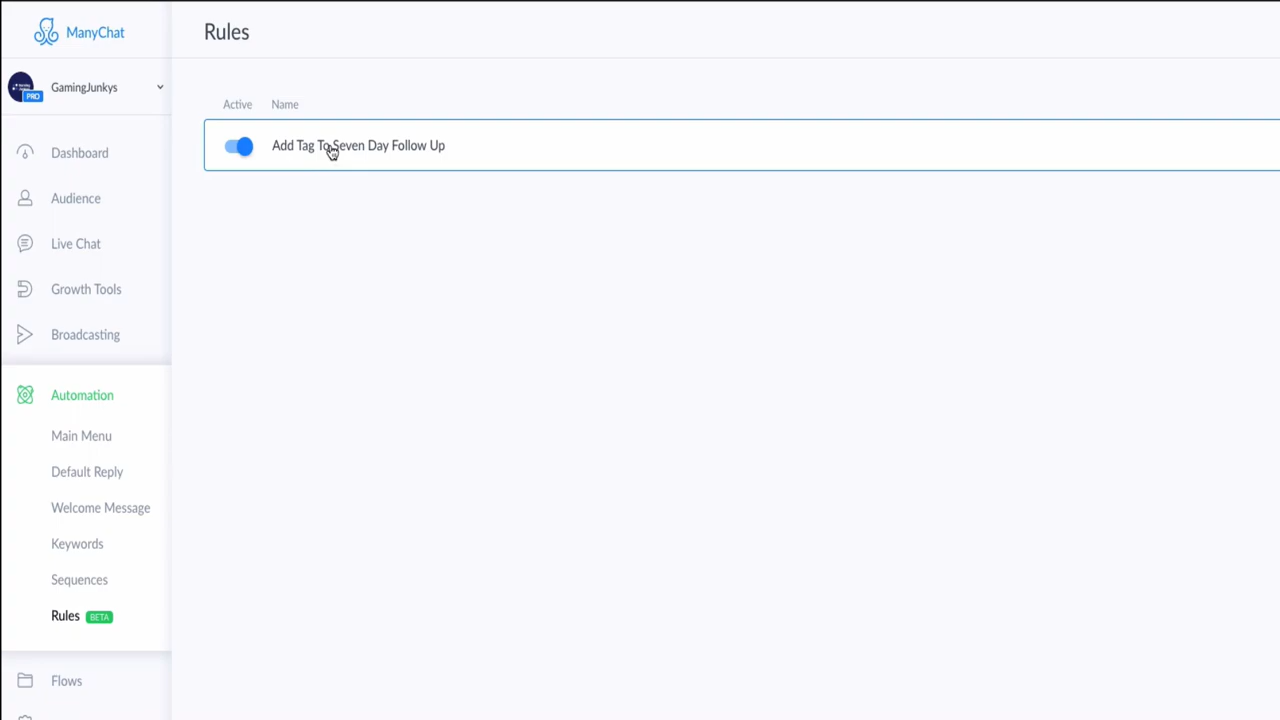 ManyChat
Rules
PRO
GamingJunkys
Active Name
Add Tag To Seven Day Follow Up
Dashboard
Audience
Live Chat
Growth Tools
Broadcasting
Automation
Main Menu
Default Reply
Welcome Message
Keywords
Sequences
Rules BETA
Flows